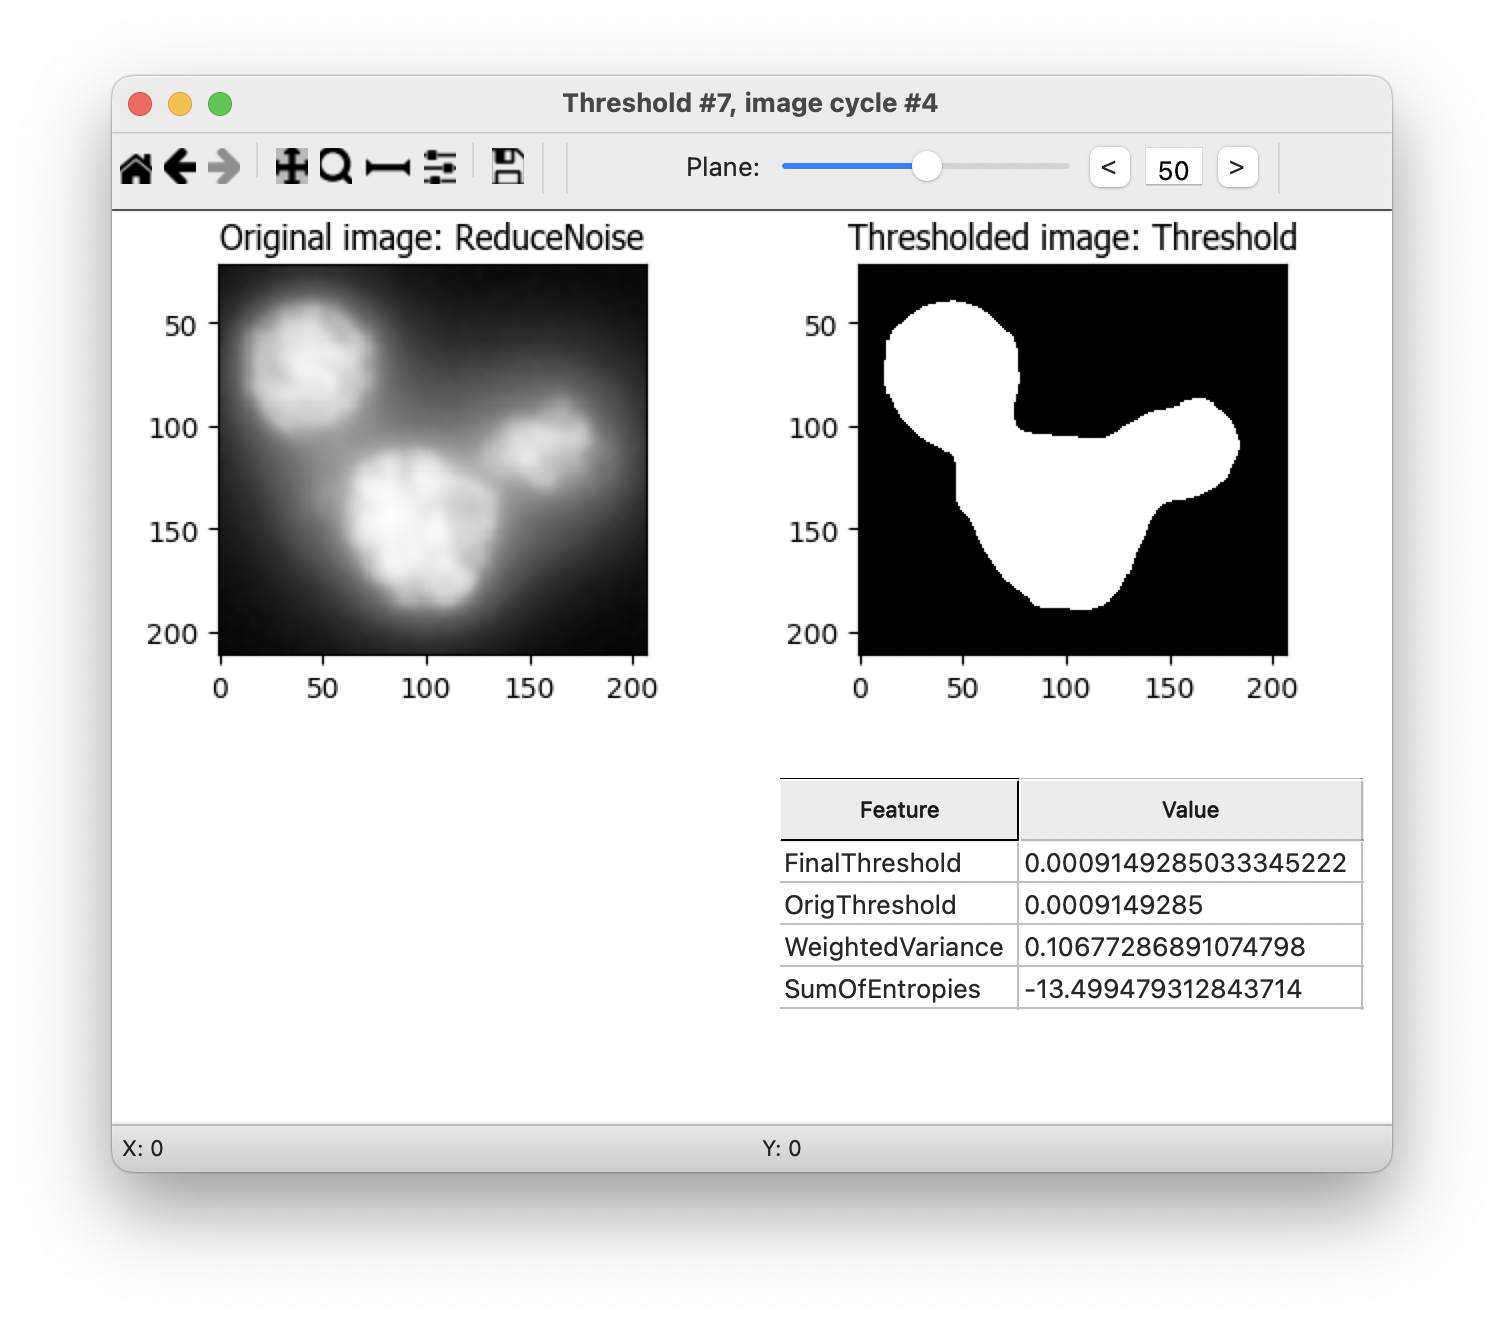 Threshold #7, image cycle #4
Plane: < 50 >
Original image: ReduceNoise
50
100
150
200
0 50 100 150 200
Thresholded image: Threshold
50
100
150
200
0 50 100 150 200
Feature Value
FinalThreshold 0.0009149285033345222
OrigThreshold 0.0009149285
WeightedVariance 0.10677286891074798
SumOfEntropies -13.499479312843714
X: 0 Y: 0